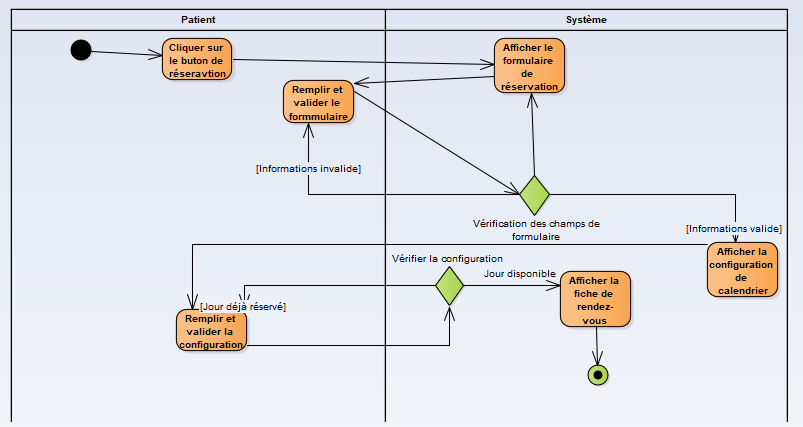 Patient
Système
Cliquer sur
le buton de
réseravtion
Afficher le
formulaire
de
réservation
Remplir et
valider le
formmulaire
[Informations invalide]
Vérification des champs de
formulaire
[Informations valide]
Afficher la
configuration
de
calendrier
Vérifier la configuration
Jour disponible
Afficher la
fiche de
rendez-
vous
[Jour déjà réservé]
Remplir et
valider la
configuration